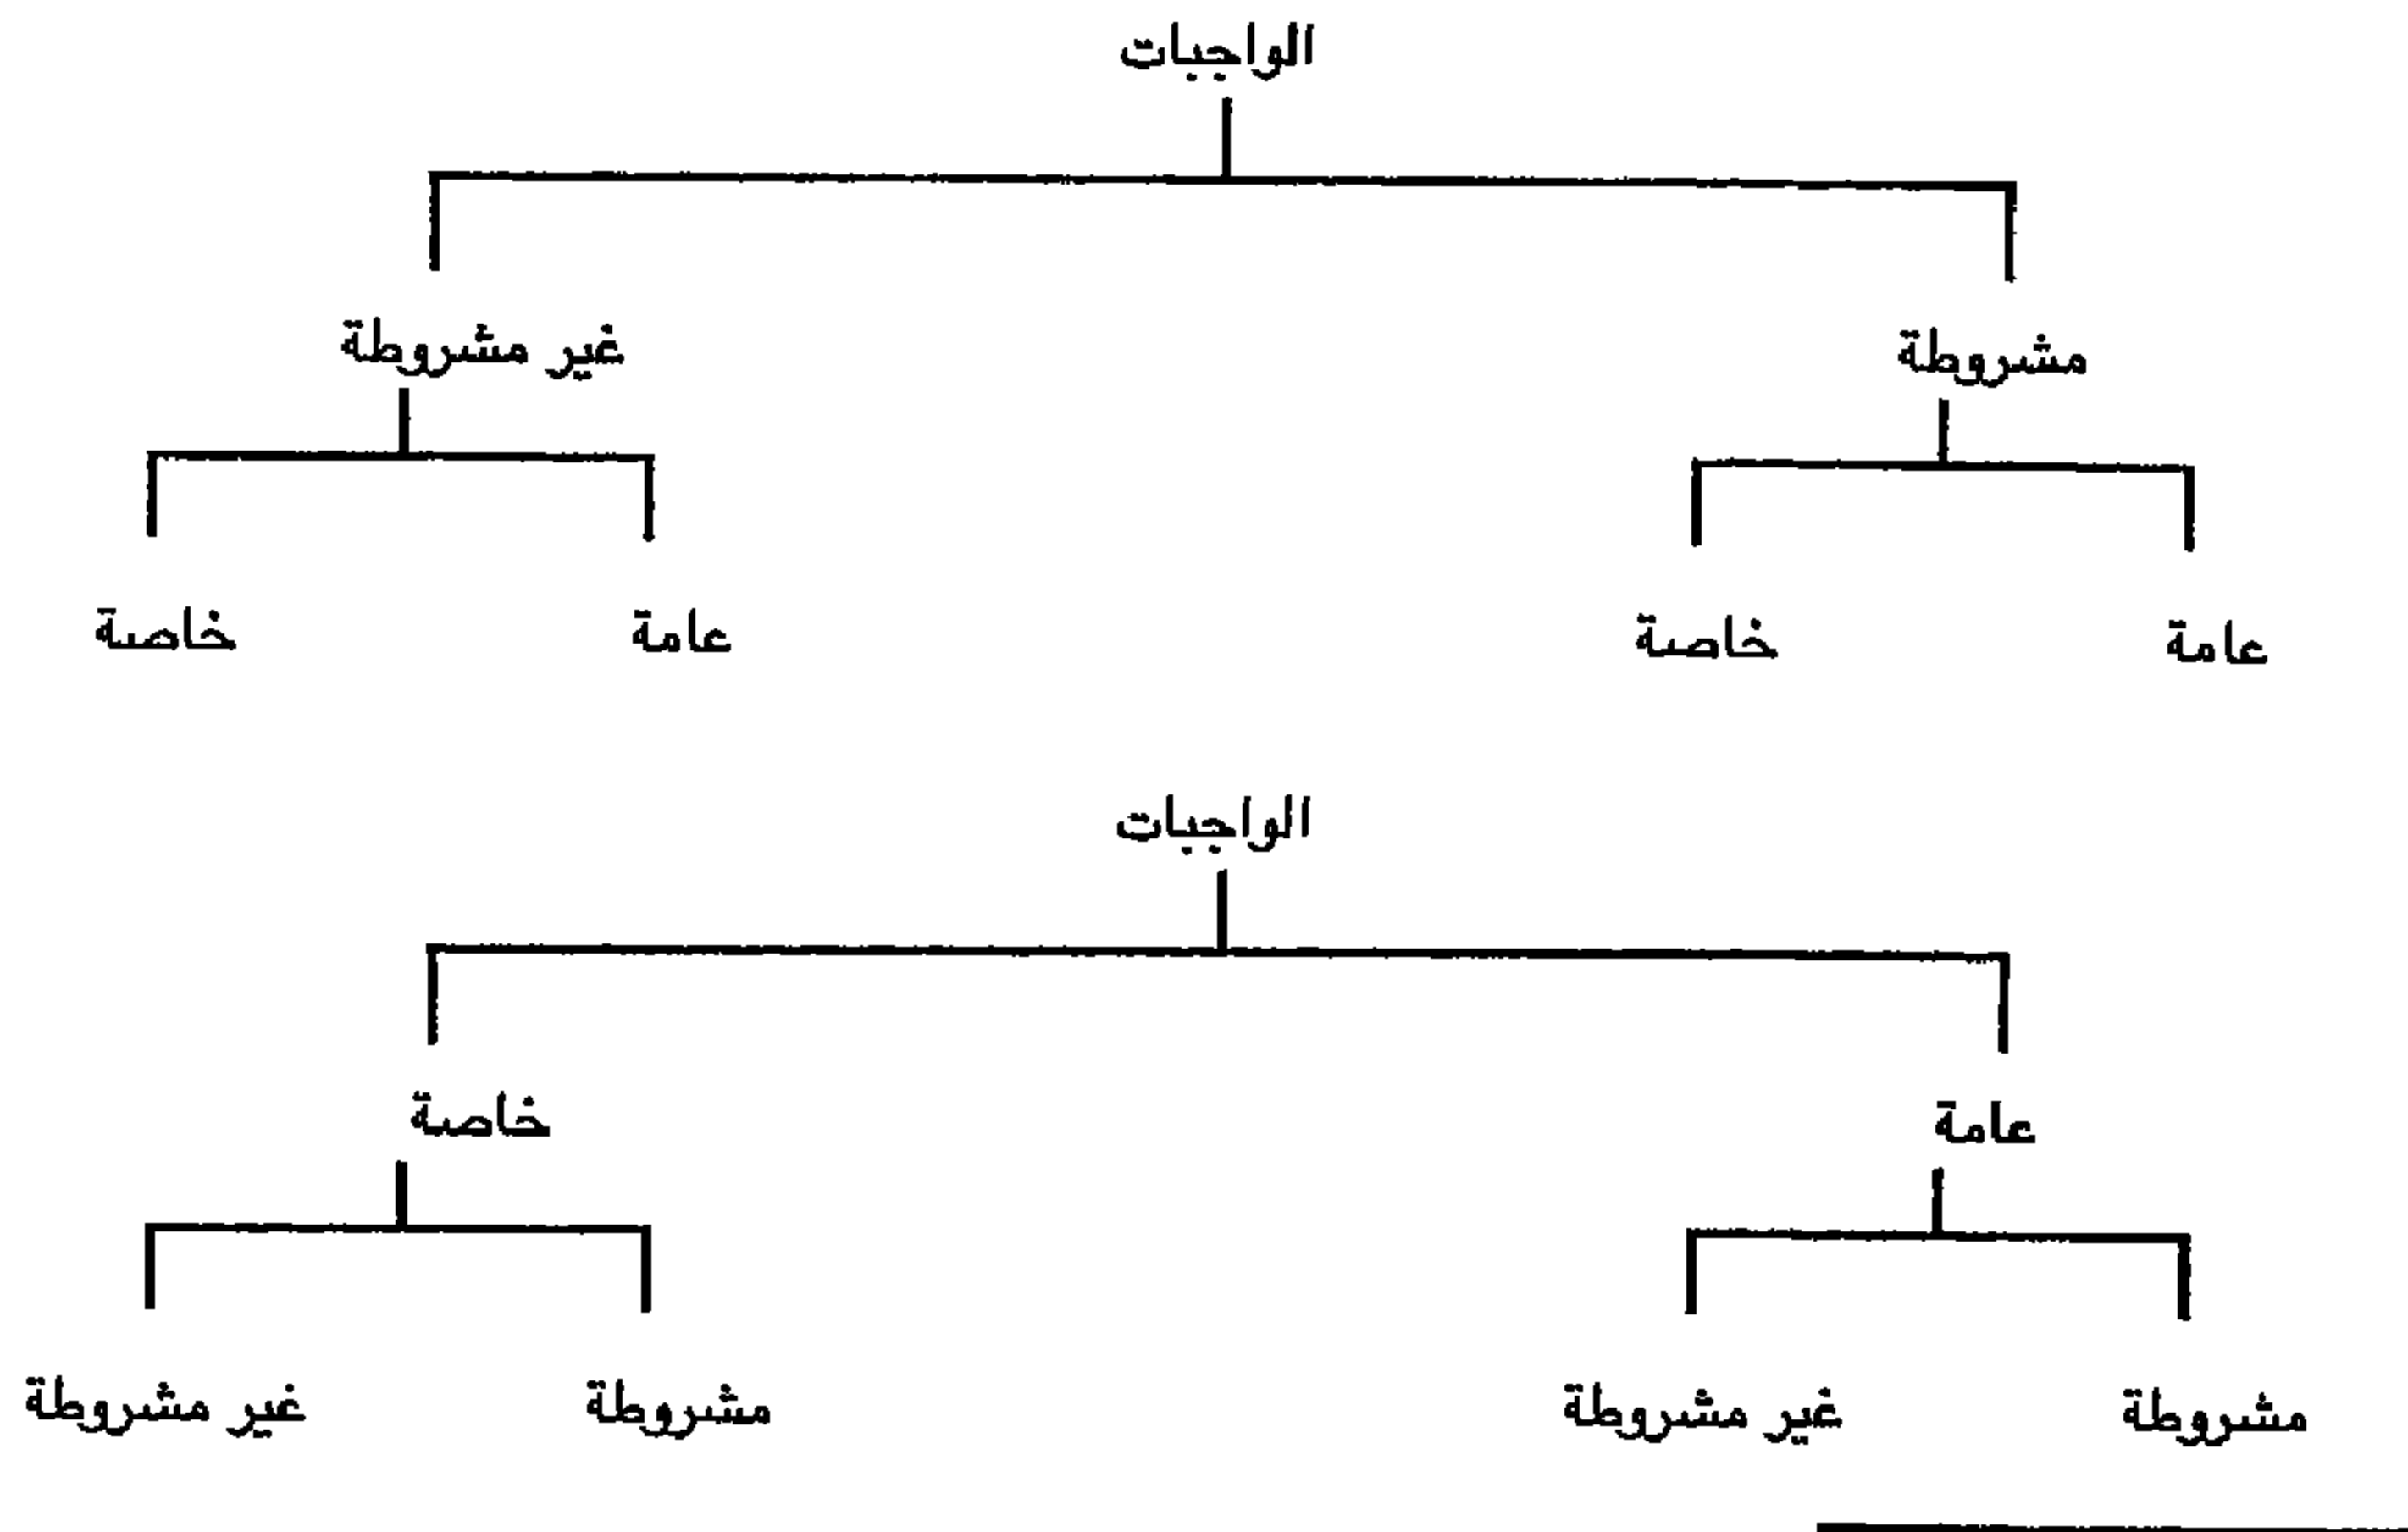 الواجبات
مشروطة غير مشروطة
عامة خاصة عامة خاصة
الواجبات
عامة خاصة
مشروطة غير مشروطة مشروطة غير مشروطة